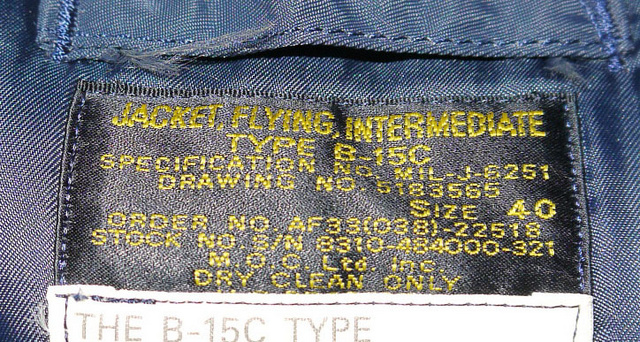 JACKET, FLYING, INTERMEDIATE
TYPE B-15C
SPECIFICATION NO. MIL-J-6251
DRAWING NO. 5183565
SIZE 40
ORDER NO. AF33(038)-22518
STOCK NO. S/N 8310-484000-321
Ltd. Inc.
DRY CLEAN ONLY
THE B-15C TYPE